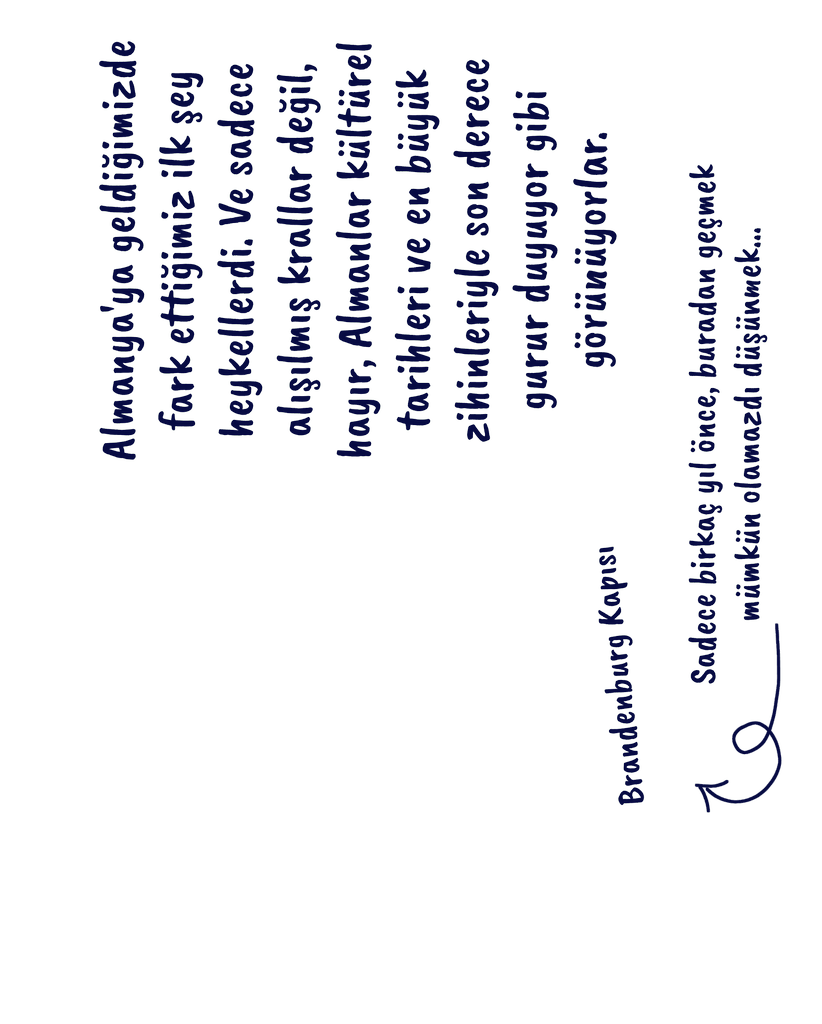 Almanya'ya geldiğimizde
fark ettiğimiz ilk şey
heykellerdi. Ve sadece
alışılmış krallar değil,
hayır, Almanlar kültürel
tarihleri ve en büyük
zihinleriyle son derece
gurur duyuyor gibi
görünüyorlar.
Brandenburg Kapısı
Sadece birkaç yıl önce, buradan geçmek
mümkün olamazdı düşünmek...